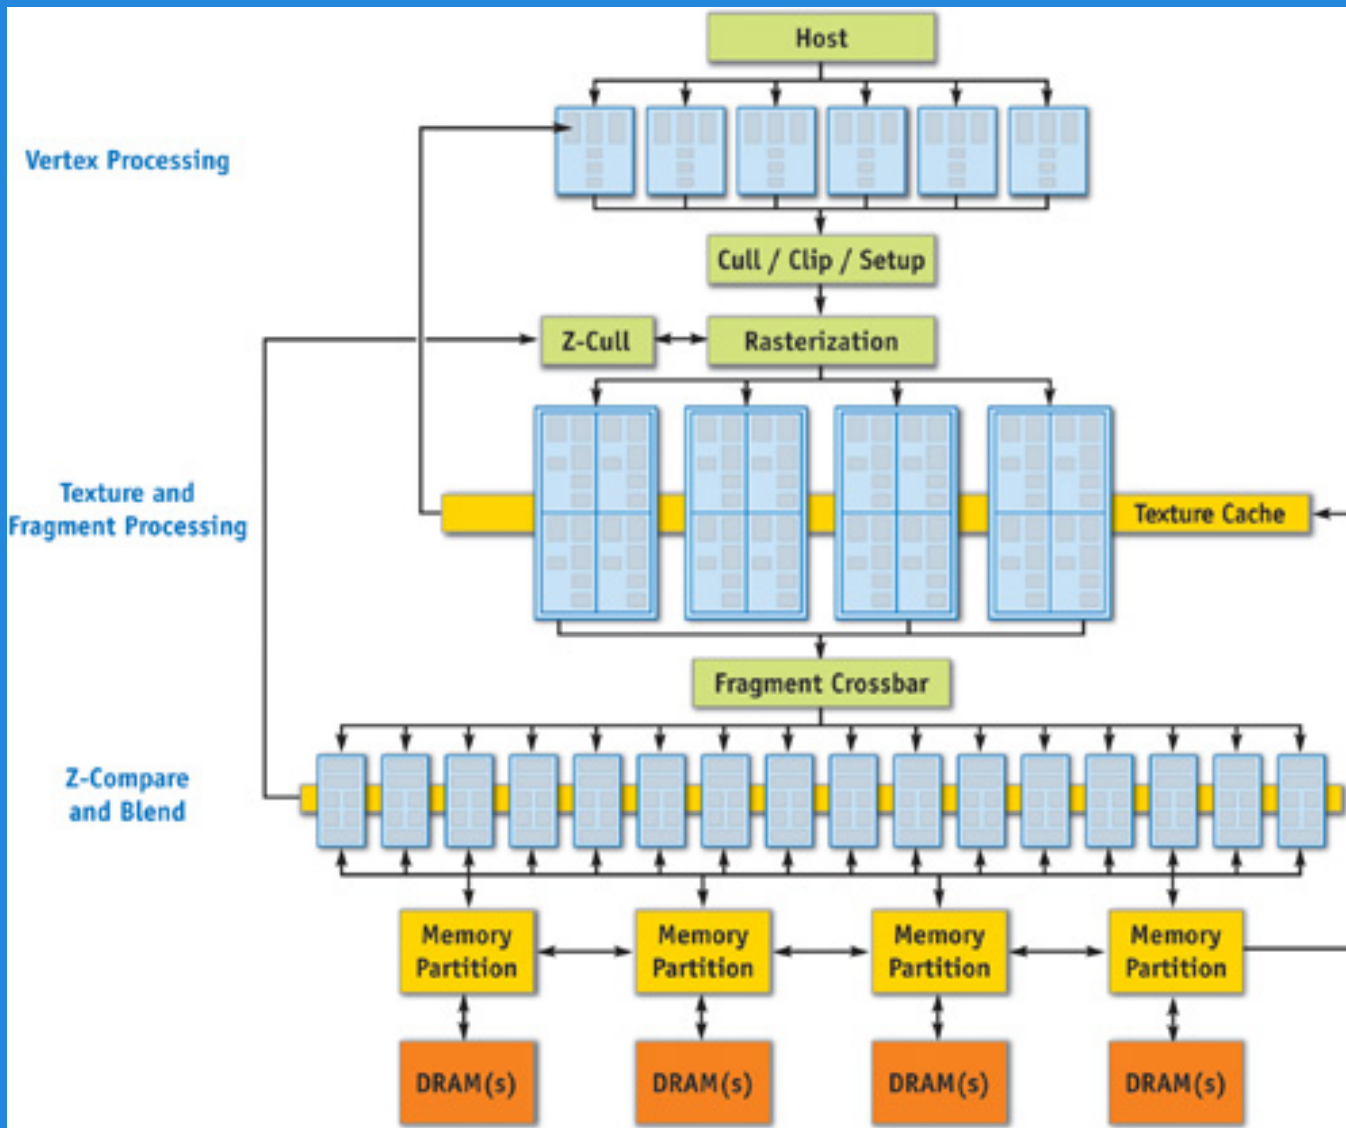 Host
Vertex Processing
Cull / Clip / Setup
Z-Cull
Rasterization
Texture and
Fragment Processing
Texture Cache
Fragment Crossbar
Z-Compare
and Blend
Memory
Partition
Memory
Partition
Memory
Partition
Memory
Partition
DRAM(s)
DRAM(s)
DRAM(s)
DRAM(s)